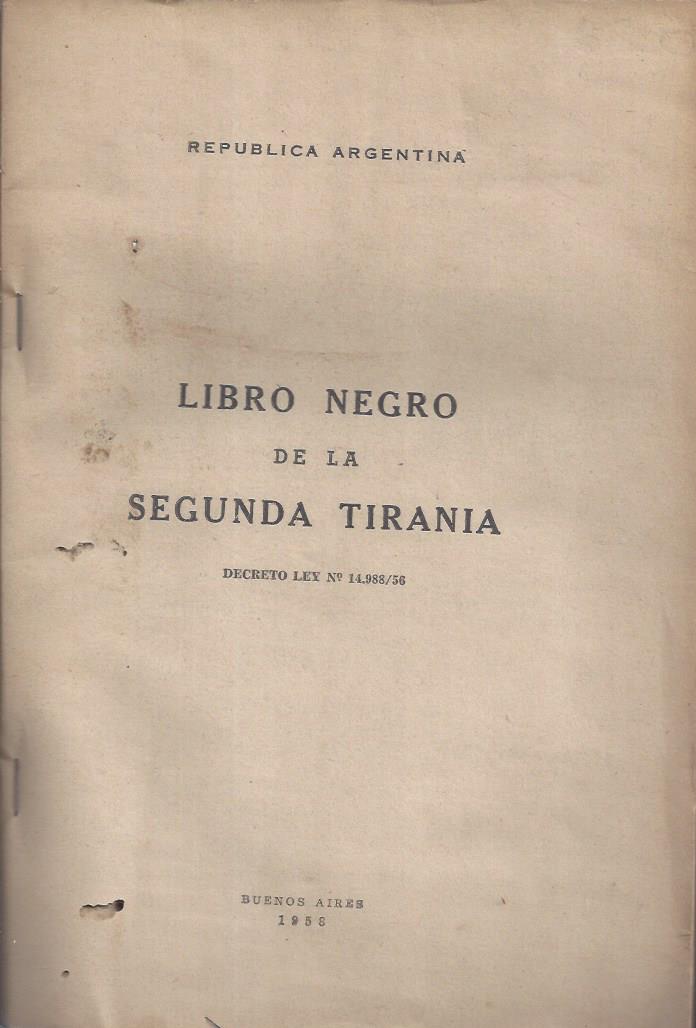 REPUBLICA ARGENTINA
LIBRO NEGRO
DE LA
SEGUNDA TIRANIA
DECRETO LEY Nº 14.988/56
BUENOS AIRES
1958